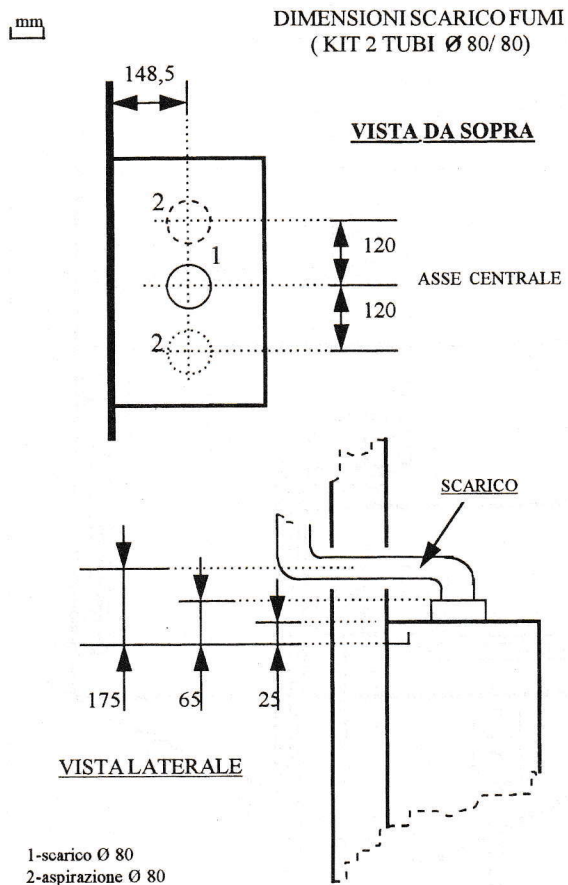 mm
DIMENSIONI SCARICO FUMI
( KIT 2 TUBI Ø 80/ 80)
148,5
VISTA DA SOPRA
2
1
120
ASSE CENTRALE
120
2
SCARICO
175
65
25
VISTA LATERALE
1-scarico Ø 80
2-aspirazione Ø 80